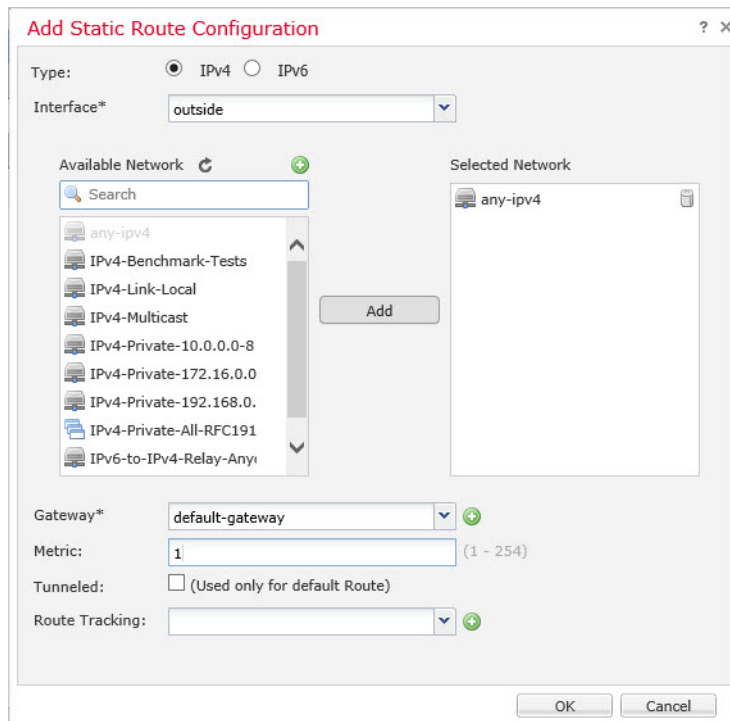 Add Static Route Configuration
? X
Type: IPv4 IPv6
Interface* outside
Available Network
Selected Network
Search
any-ipv4
any-ipv4
IPv4-Benchmark-Tests
IPv4-Link-Local
IPv4-Multicast
Add
IPv4-Private-10.0.0.0-8
IPv4-Private-172.16.0.0
IPv4-Private-192.168.0.
IPv4-Private-All-RFC191
IPv6-to-IPv4-Relay-Any
Gateway* default-gateway
Metric: 1 (1 - 254)
Tunneled: (Used only for default Route)
Route Tracking:
OK Cancel